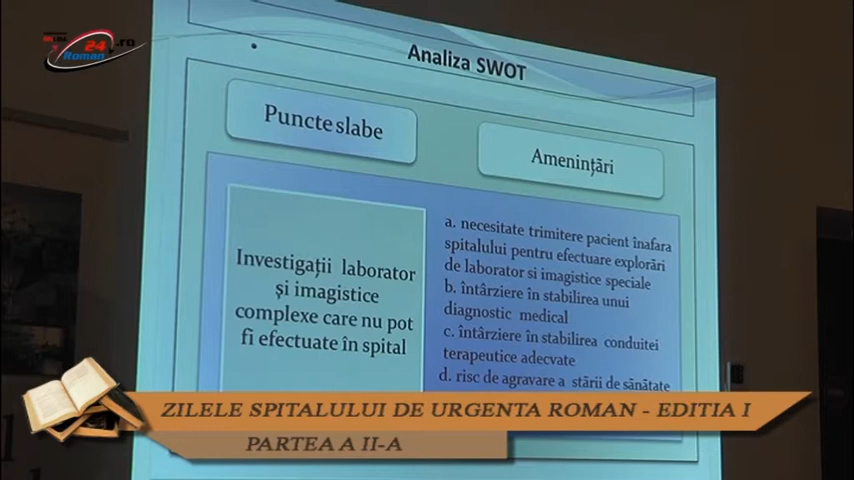 24.ro
Roman
Analiza SWOT
Puncte slabe
Amenințări
Investigații laborator
și imagistice
complexe care nu pot
fi efectuate în spital
a. necesitate trimitere pacient înafara
spitalului pentru efectuare explorări
de laborator si imagistice speciale
b. întârziere în stabilirea unui
diagnostic medical
c. întârziere în stabilirea conduitei
terapeutice adecvate
d. risc de agravare a stării de sănătate
ZILELE SPITALULUI DE URGENTA ROMAN - EDITIA I
PARTEA A II-A